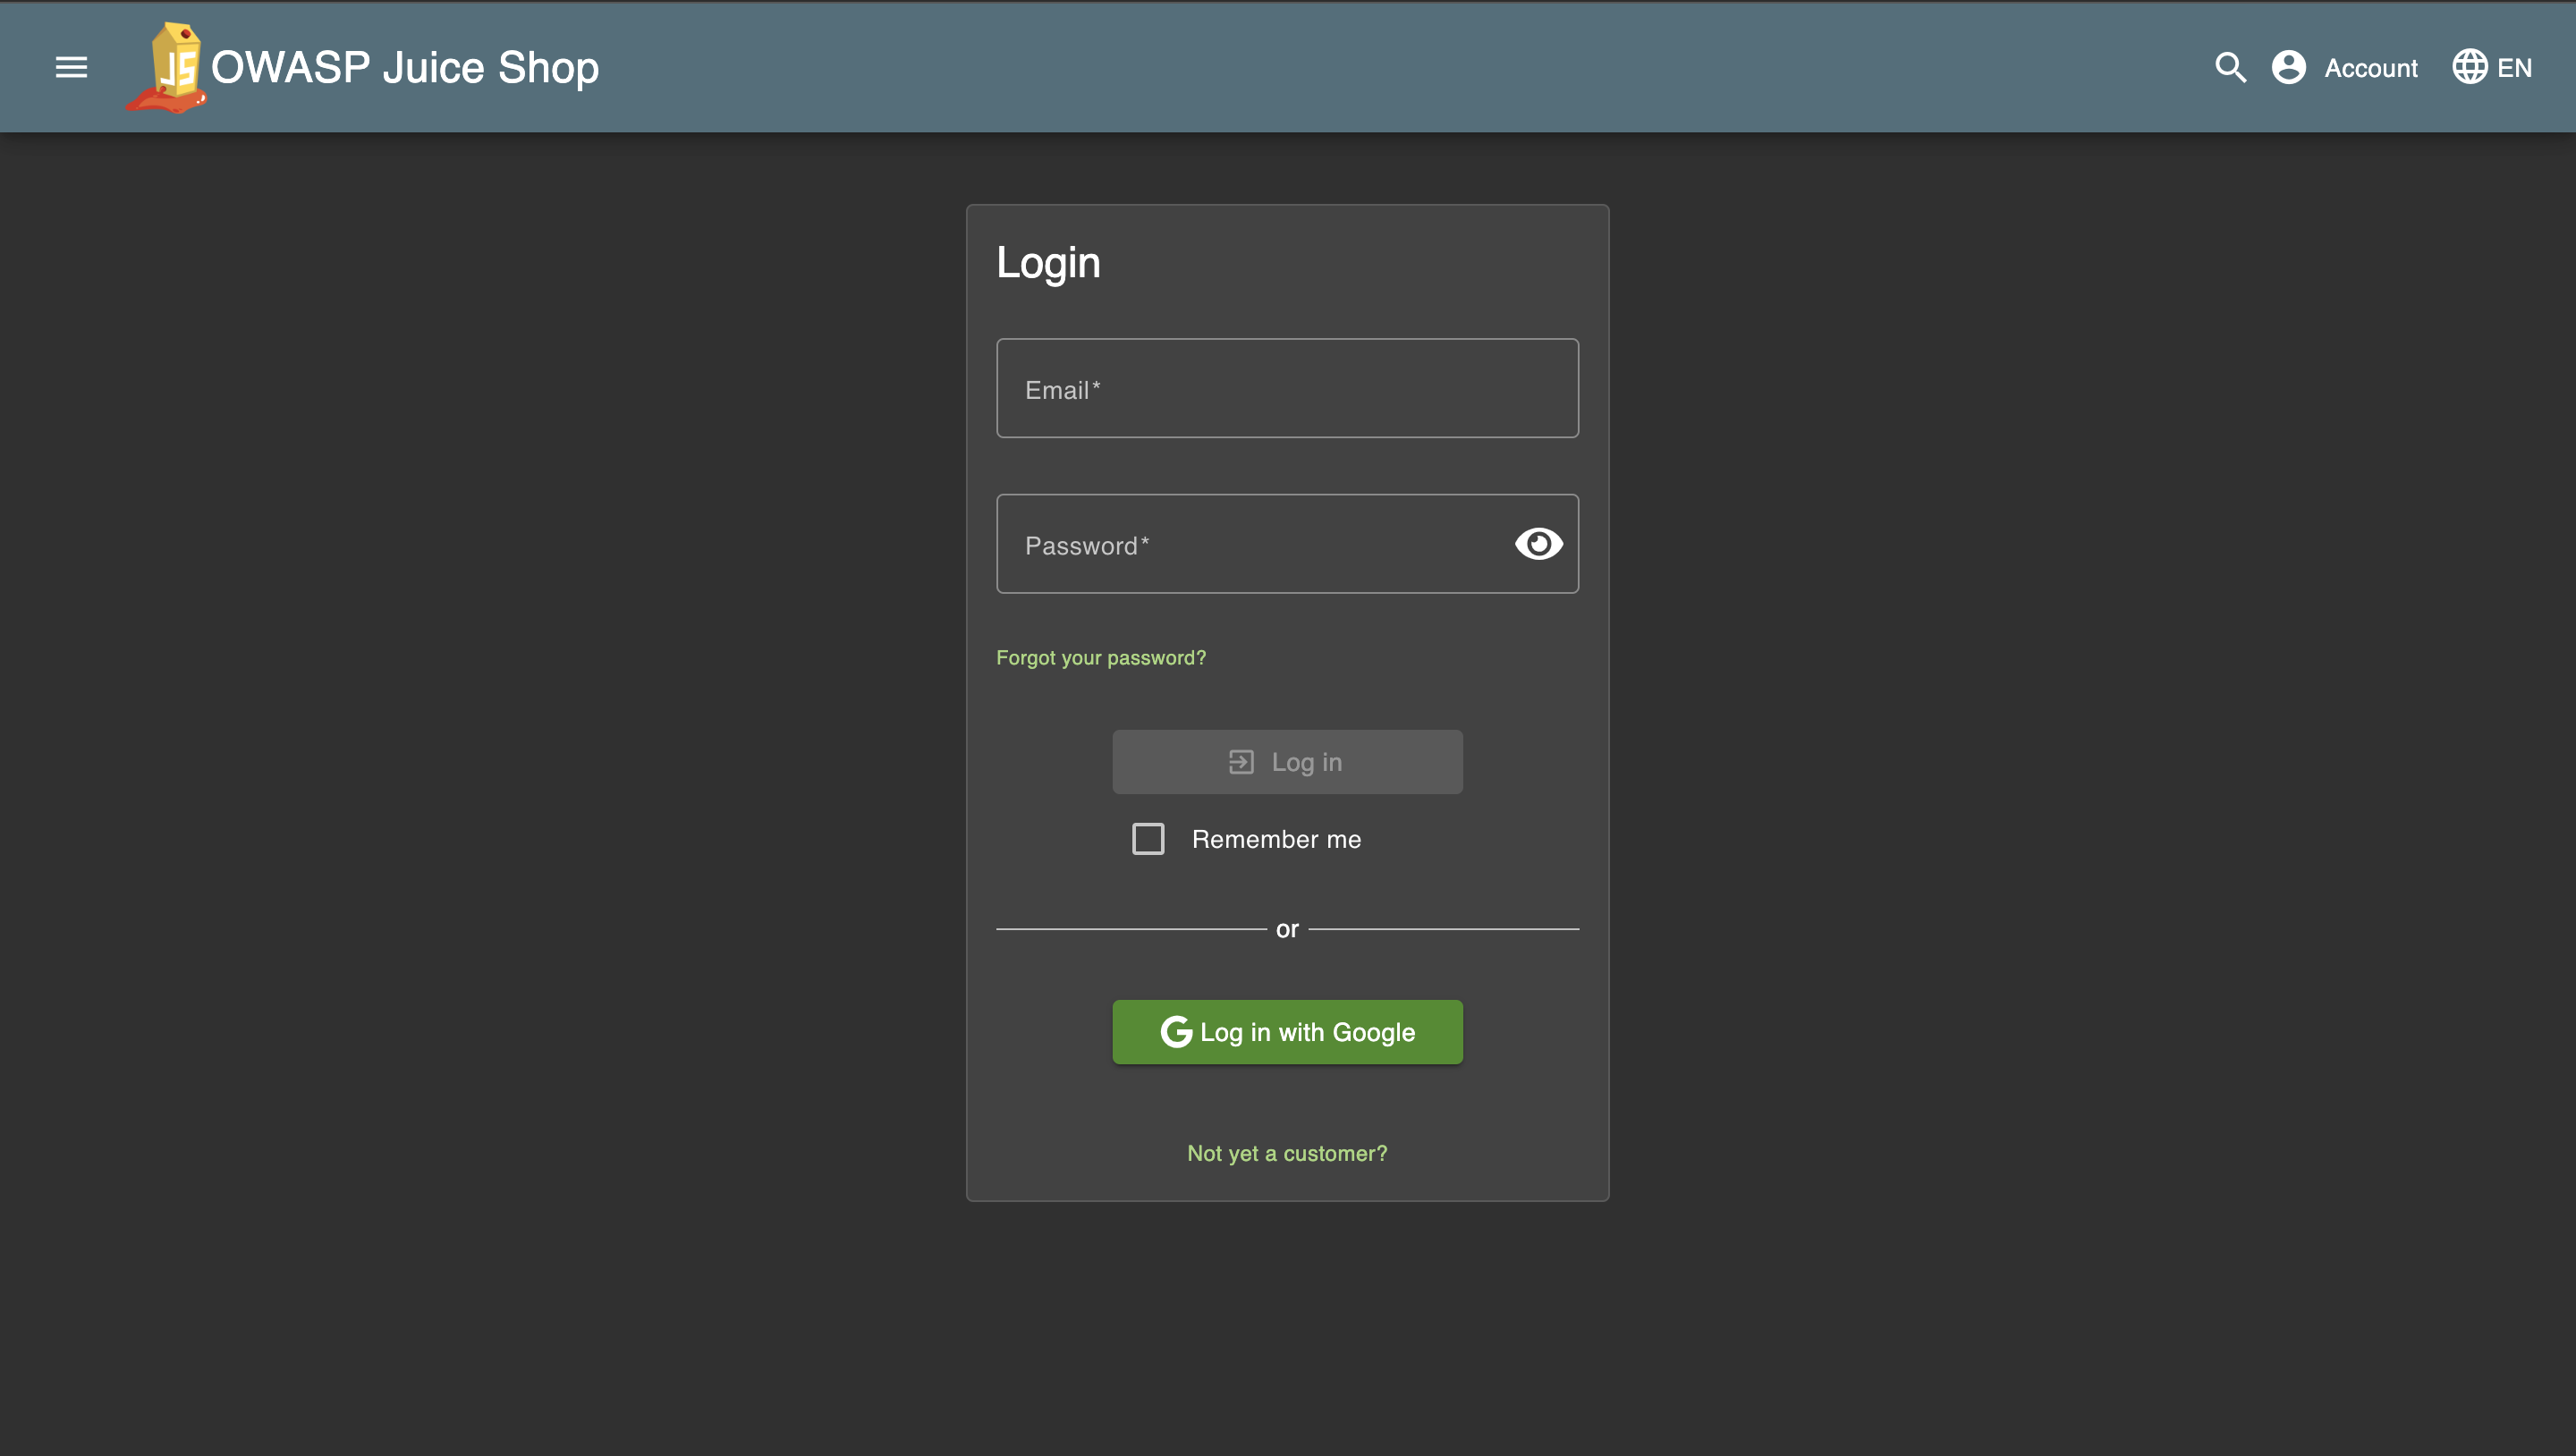 JS OWASP Juice Shop Account EN
Login
Email*
Password*
Forgot your password?
Log in
Remember me
or
G Log in with Google
Not yet a customer?